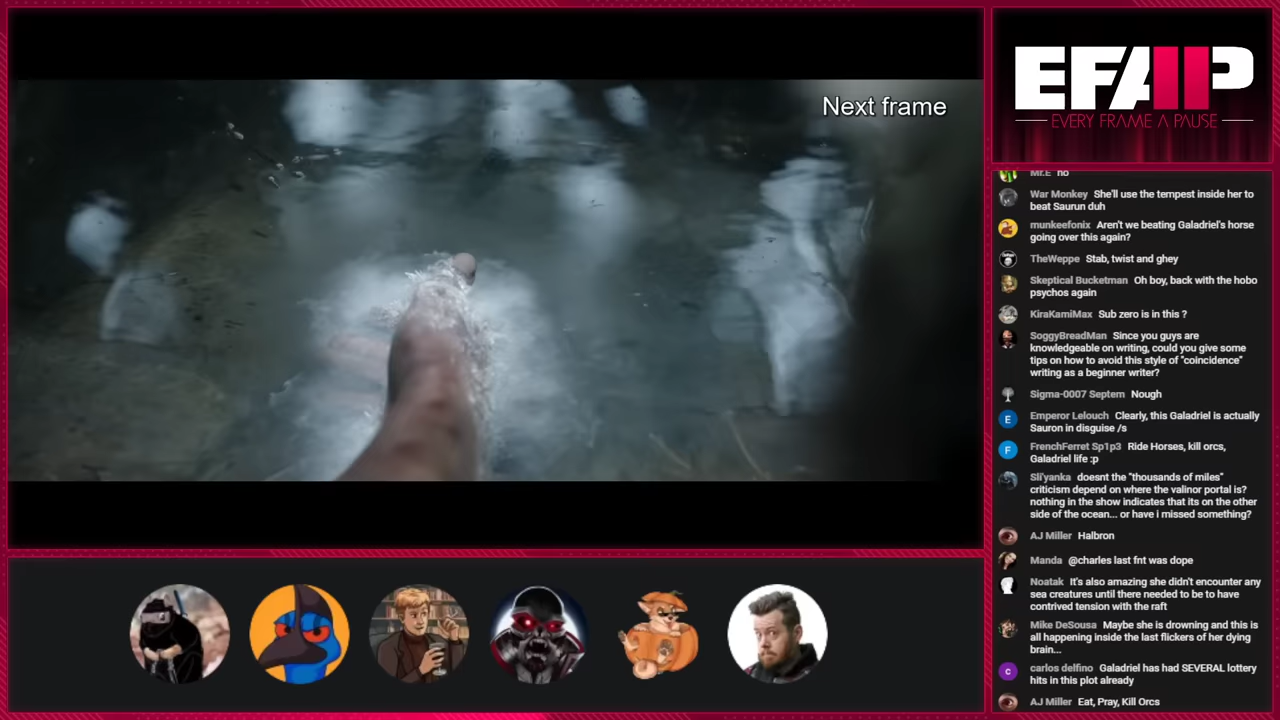 Next frame
EFAP
EVERY FRAME A PAUSE
Mr.E no
War Monkey She'll use the tempest inside her to
beat Saurun duh
munkeefonix Aren't we beating Galadriel's horse
going over this again?
TheWeppe Stab, twist and ghey
Skeptical Bucketman Oh boy, back with the hobo
psychos again
KiraKamiMax Sub zero is in this ?
SoggyBreadMan Since you guys are
knowledgeable on writing, could you give some
tips on how to avoid this style of "coincidence"
writing as a beginner writer?
Sigma-0007 Septem Nough
E
Emperor Lelouch Clearly, this Galadriel is actually
Sauron in disguise /s
F
FrenchFerret Sp1p3 Ride Horses, kill orcs,
Galadriel life :p
Sli'yanka doesnt the "thousands of miles"
criticism depend on where the valinor portal is?
nothing in the show indicates that its on the other
side of the ocean... or have i missed something?
AJ Miller Halbron
Manda @charles last fnt was dope
Noatak It's also amazing she didn't encounter any
sea creatures until there needed to be to have
contrived tension with the raft
Mike DeSousa Maybe she is drowning and this is
all happening inside the last flickers of her dying
brain...
c
carlos delfino Galadriel has had SEVERAL lottery
hits in this plot already
AJ Miller Eat, Pray, Kill Orcs